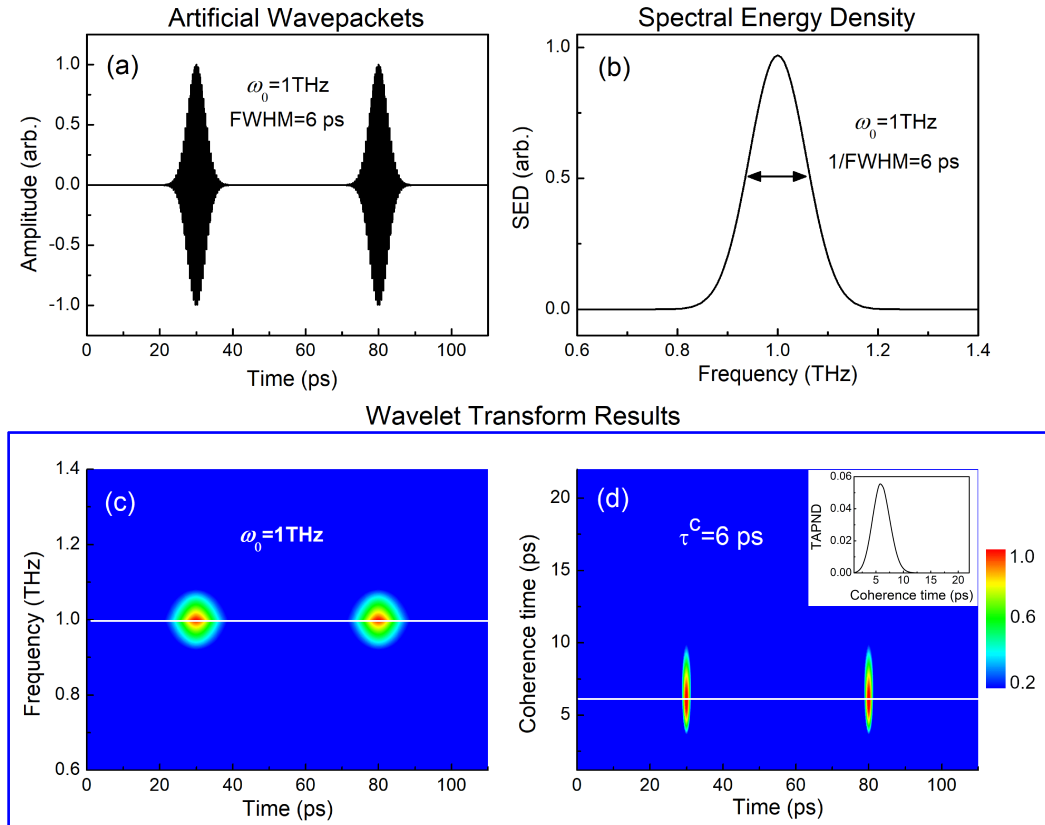 Artificial Wavepackets
(a)
ω0=1THz
FWHM=6 ps
Amplitude (arb.)
1.0
0.5
0.0
-0.5
-1.0
0 20 40 60 80 100
Time (ps)
Spectral Energy Density
(b)
ω0=1THz
1/FWHM=6 ps
SED (arb.)
1.0
0.5
0.0
0.6 0.8 1.0 1.2 1.4
Frequency (THz)
Wavelet Transform Results
(c)
ω0=1THz
Frequency (THz)
1.4
1.2
1.0
0.8
0.6
0 20 40 60 80 100
Time (ps)
(d)
τc=6 ps
Coherence time (ps)
20
15
10
5
0 20 40 60 80 100
Time (ps)
TAPND
0.06
0.04
0.02
0.00
5 10 15 20
Coherence time (ps)
1.0
0.6
0.2